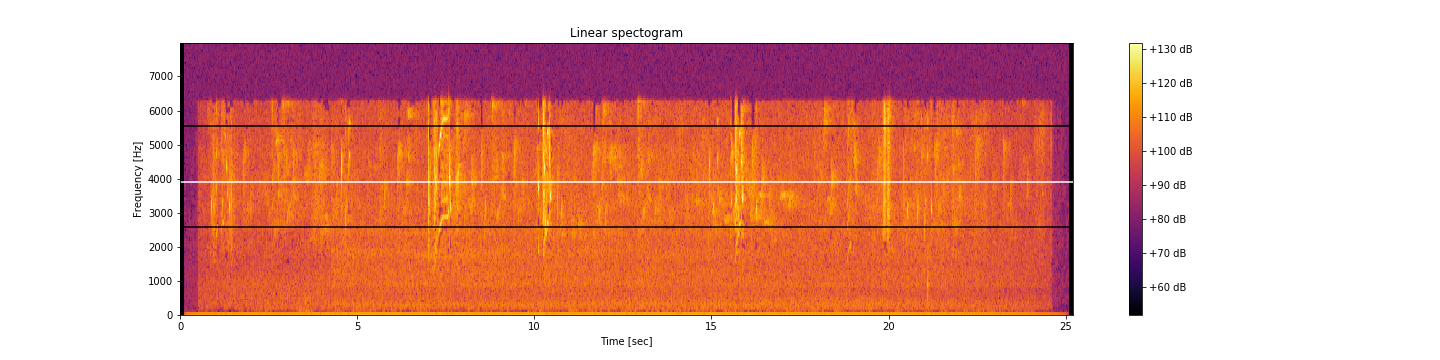 Linear spectogram
Frequency [Hz]
7000
6000
5000
4000
3000
2000
1000
0
0 5 10 15 20 25
Time [sec]
+130 dB
+120 dB
+110 dB
+100 dB
+90 dB
+80 dB
+70 dB
+60 dB